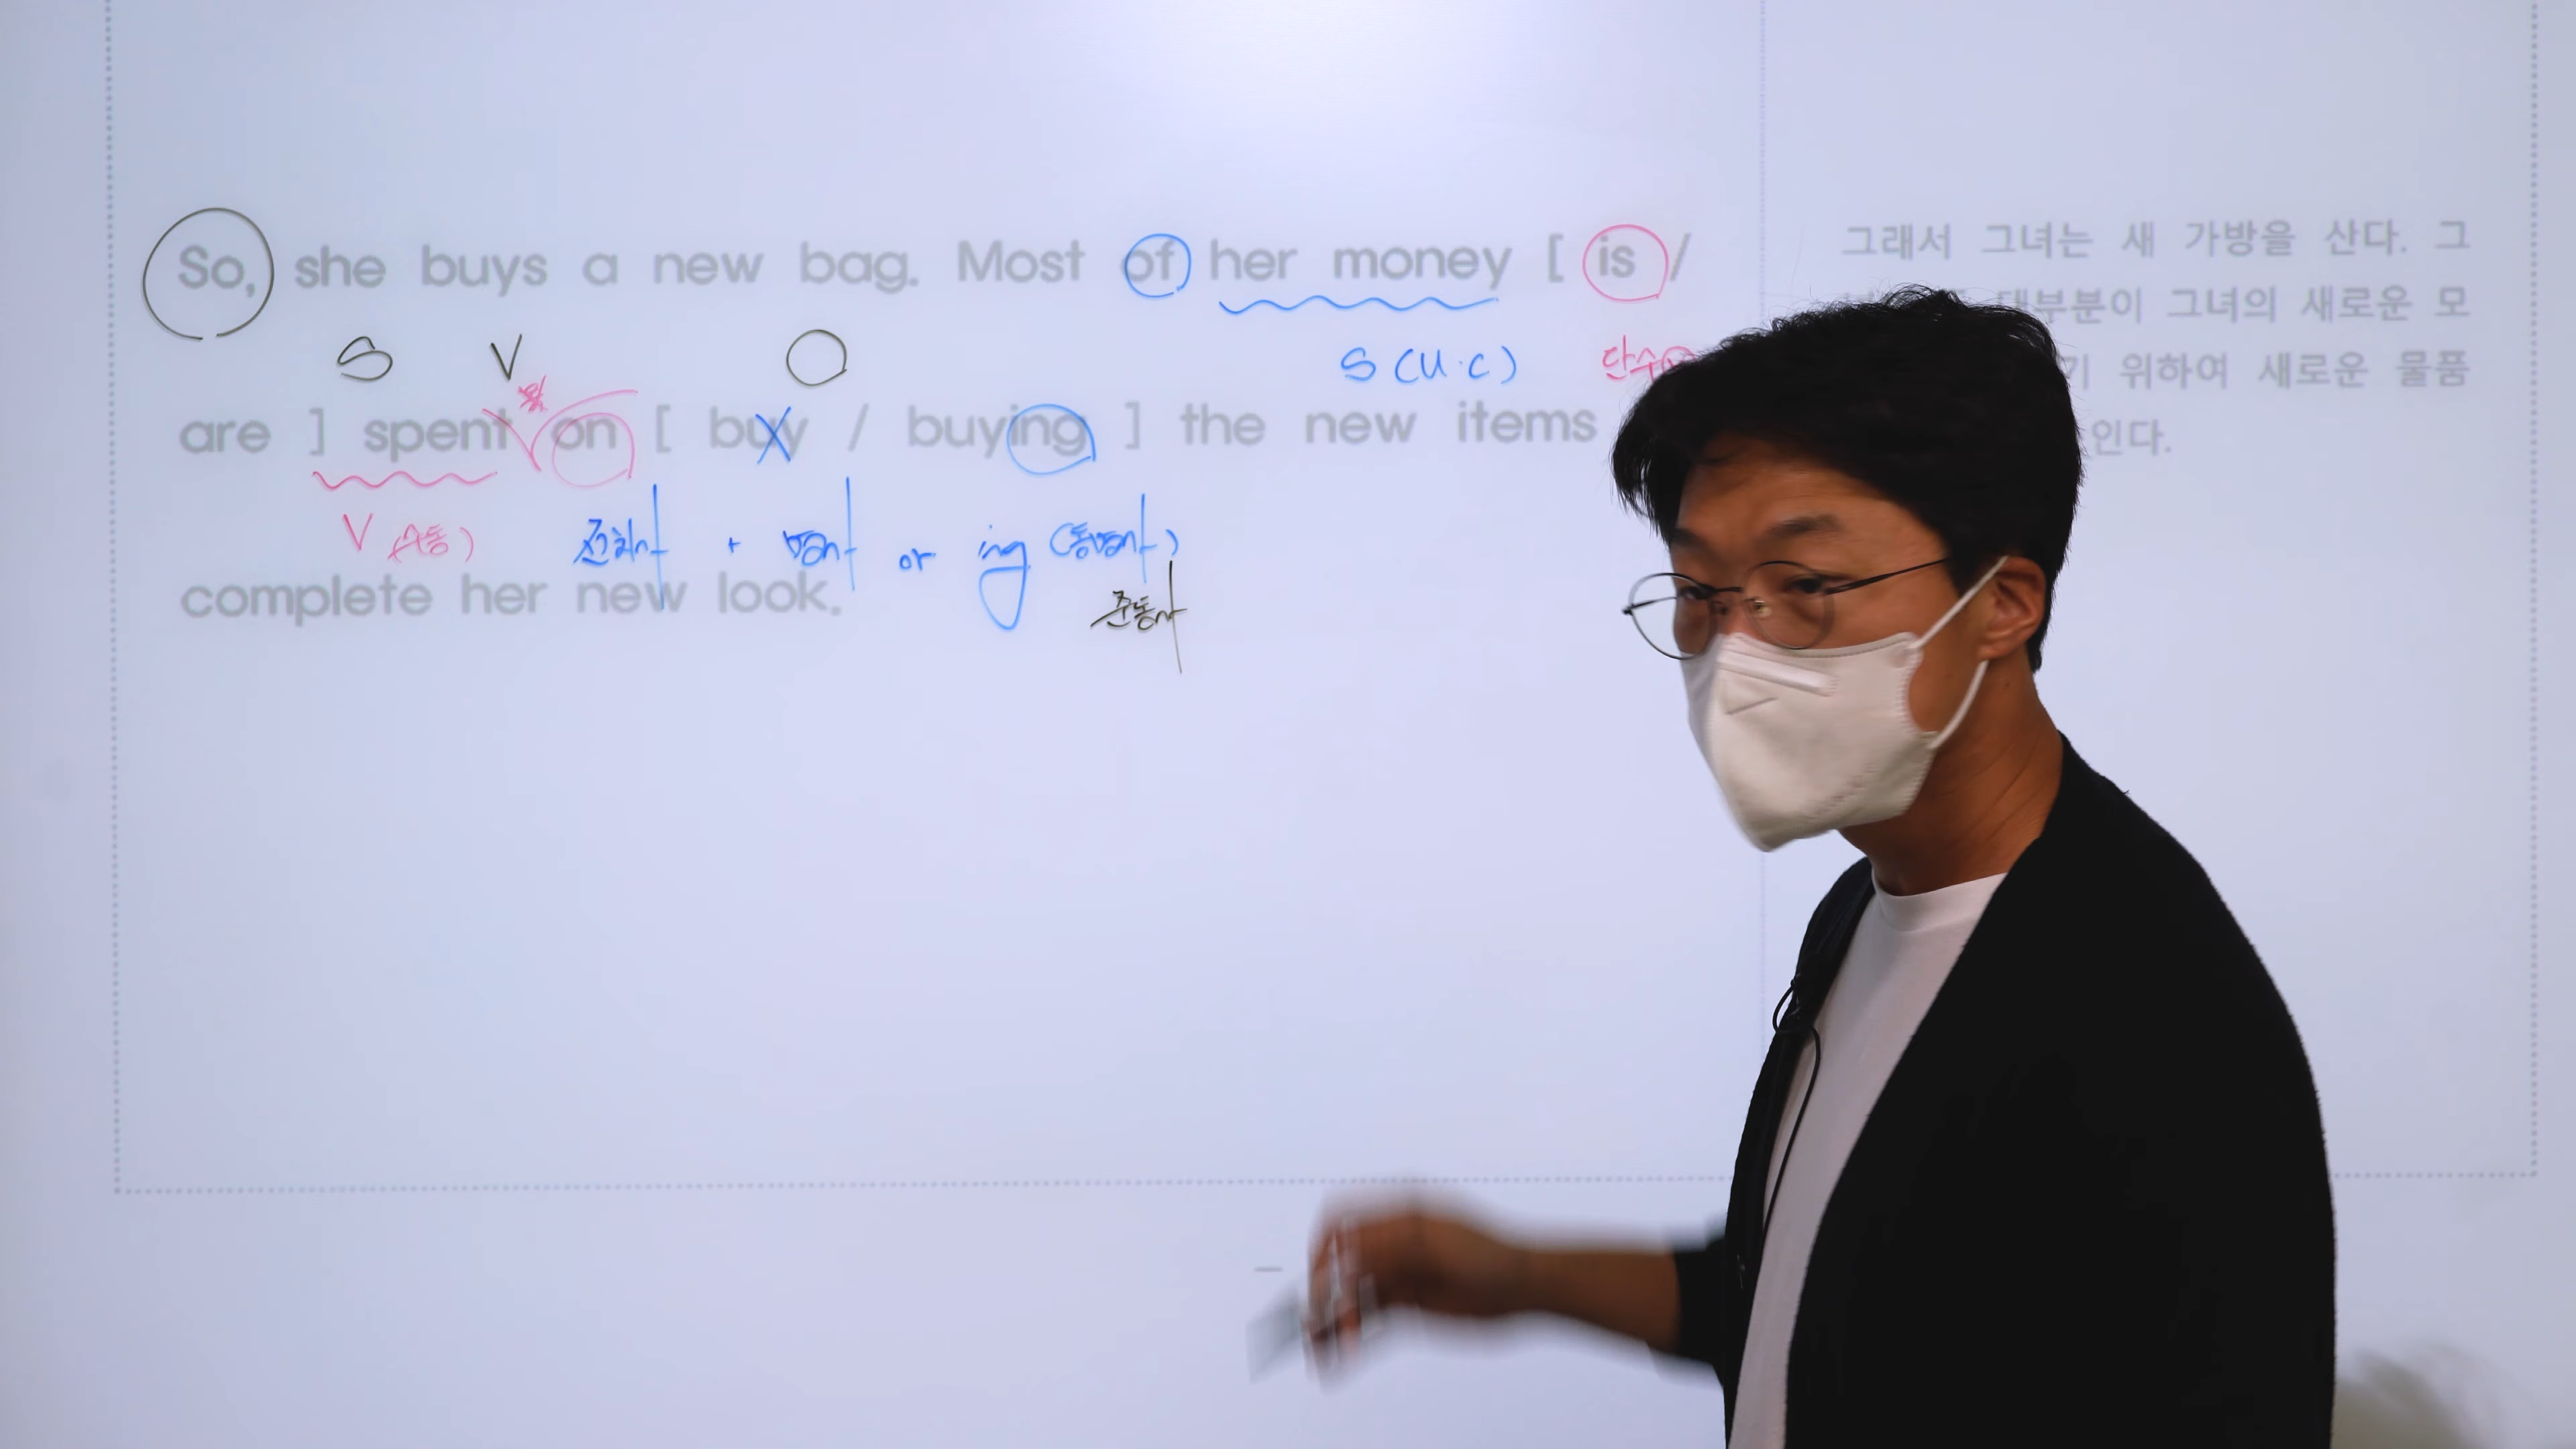 So, she buys a new bag. Most of her money [ is /
S V O S (U.C) 단수
are ] spent on [ buy / buying ] the new items
V (수동) 전치사 + 명사 or ing (동명사)
준동사
complete her new look.
그래서 그녀는 새 가방을 산다. 그
대부분이 그녀의 새로운 모
기 위하여 새로운 물품
인다.